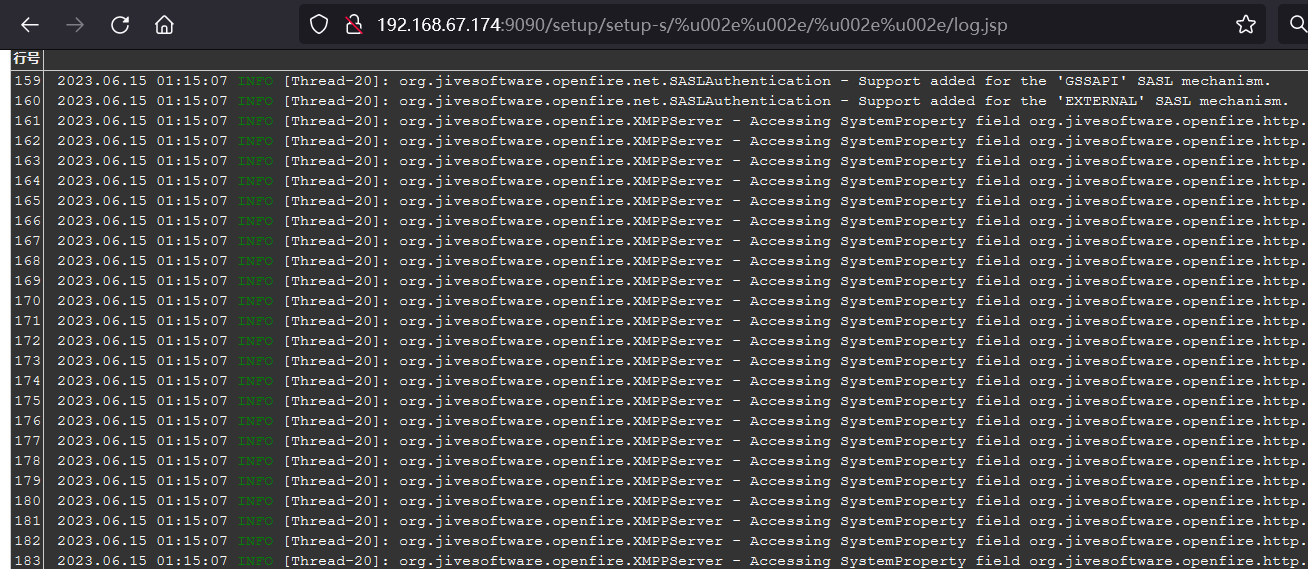 192.168.67.174:9090/setup/setup-s/%u002e%u002e/%u002e%u002e/log.jsp
行号
159 2023.06.15 01:15:07 INFO [Thread-20]: org.jivesoftware.openfire.net.SASLAuthentication - Support added for the 'GSSAPI' SASL mechanism.
160 2023.06.15 01:15:07 INFO [Thread-20]: org.jivesoftware.openfire.net.SASLAuthentication - Support added for the 'EXTERNAL' SASL mechanism.
161 2023.06.15 01:15:07 INFO [Thread-20]: org.jivesoftware.openfire.XMPPServer - Accessing SystemProperty field org.jivesoftware.openfire.http.
162 2023.06.15 01:15:07 INFO [Thread-20]: org.jivesoftware.openfire.XMPPServer - Accessing SystemProperty field org.jivesoftware.openfire.http.
163 2023.06.15 01:15:07 INFO [Thread-20]: org.jivesoftware.openfire.XMPPServer - Accessing SystemProperty field org.jivesoftware.openfire.http.
164 2023.06.15 01:15:07 INFO [Thread-20]: org.jivesoftware.openfire.XMPPServer - Accessing SystemProperty field org.jivesoftware.openfire.http.
165 2023.06.15 01:15:07 INFO [Thread-20]: org.jivesoftware.openfire.XMPPServer - Accessing SystemProperty field org.jivesoftware.openfire.http.
166 2023.06.15 01:15:07 INFO [Thread-20]: org.jivesoftware.openfire.XMPPServer - Accessing SystemProperty field org.jivesoftware.openfire.http.
167 2023.06.15 01:15:07 INFO [Thread-20]: org.jivesoftware.openfire.XMPPServer - Accessing SystemProperty field org.jivesoftware.openfire.http.
168 2023.06.15 01:15:07 INFO [Thread-20]: org.jivesoftware.openfire.XMPPServer - Accessing SystemProperty field org.jivesoftware.openfire.http.
169 2023.06.15 01:15:07 INFO [Thread-20]: org.jivesoftware.openfire.XMPPServer - Accessing SystemProperty field org.jivesoftware.openfire.http.
170 2023.06.15 01:15:07 INFO [Thread-20]: org.jivesoftware.openfire.XMPPServer - Accessing SystemProperty field org.jivesoftware.openfire.http.
171 2023.06.15 01:15:07 INFO [Thread-20]: org.jivesoftware.openfire.XMPPServer - Accessing SystemProperty field org.jivesoftware.openfire.http.
172 2023.06.15 01:15:07 INFO [Thread-20]: org.jivesoftware.openfire.XMPPServer - Accessing SystemProperty field org.jivesoftware.openfire.http.
173 2023.06.15 01:15:07 INFO [Thread-20]: org.jivesoftware.openfire.XMPPServer - Accessing SystemProperty field org.jivesoftware.openfire.http.
174 2023.06.15 01:15:07 INFO [Thread-20]: org.jivesoftware.openfire.XMPPServer - Accessing SystemProperty field org.jivesoftware.openfire.http.
175 2023.06.15 01:15:07 INFO [Thread-20]: org.jivesoftware.openfire.XMPPServer - Accessing SystemProperty field org.jivesoftware.openfire.http.
176 2023.06.15 01:15:07 INFO [Thread-20]: org.jivesoftware.openfire.XMPPServer - Accessing SystemProperty field org.jivesoftware.openfire.http.
177 2023.06.15 01:15:07 INFO [Thread-20]: org.jivesoftware.openfire.XMPPServer - Accessing SystemProperty field org.jivesoftware.openfire.http.
178 2023.06.15 01:15:07 INFO [Thread-20]: org.jivesoftware.openfire.XMPPServer - Accessing SystemProperty field org.jivesoftware.openfire.http.
179 2023.06.15 01:15:07 INFO [Thread-20]: org.jivesoftware.openfire.XMPPServer - Accessing SystemProperty field org.jivesoftware.openfire.http.
180 2023.06.15 01:15:07 INFO [Thread-20]: org.jivesoftware.openfire.XMPPServer - Accessing SystemProperty field org.jivesoftware.openfire.http.
181 2023.06.15 01:15:07 INFO [Thread-20]: org.jivesoftware.openfire.XMPPServer - Accessing SystemProperty field org.jivesoftware.openfire.http.
182 2023.06.15 01:15:07 INFO [Thread-20]: org.jivesoftware.openfire.XMPPServer - Accessing SystemProperty field org.jivesoftware.openfire.http.
183 2023.06.15 01:15:07 INFO [Thread-20]: org.jivesoftware.openfire.XMPPServer - Accessing SystemProperty field org.jivesoftware.openfire.http.